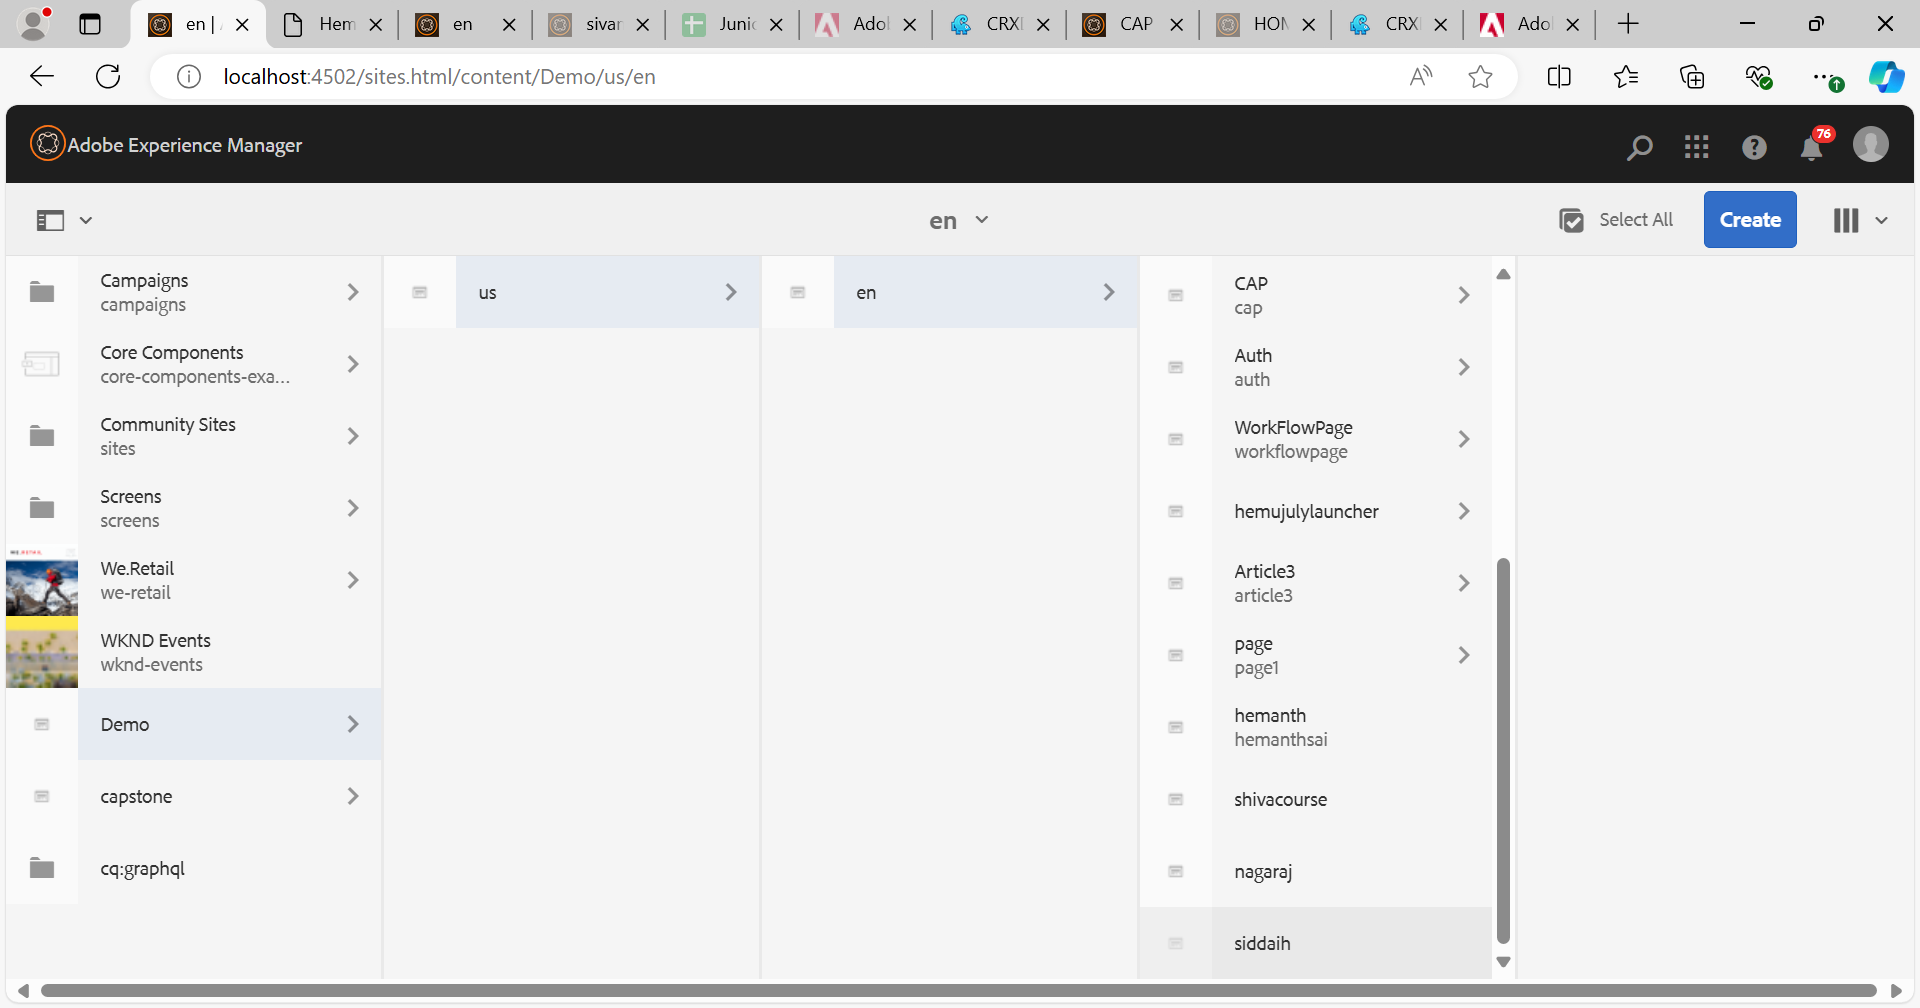 en | A
Hem
en
sivar
Junio
Adol
CRXI
CAP
HOM
CRXI
Adol
localhost:4502/sites.html/content/Demo/us/en
Adobe Experience Manager
76
en
Select All
Create
Campaigns
campaigns
Core Components
core-components-exa...
Community Sites
sites
Screens
screens
We.Retail
we-retail
WKND Events
wknd-events
Demo
capstone
cq:graphql
us
en
CAP
cap
Auth
auth
WorkFlowPage
workflowpage
hemujulylauncher
Article3
article3
page
page1
hemanth
hemanthsai
shivacourse
nagaraj
siddaih